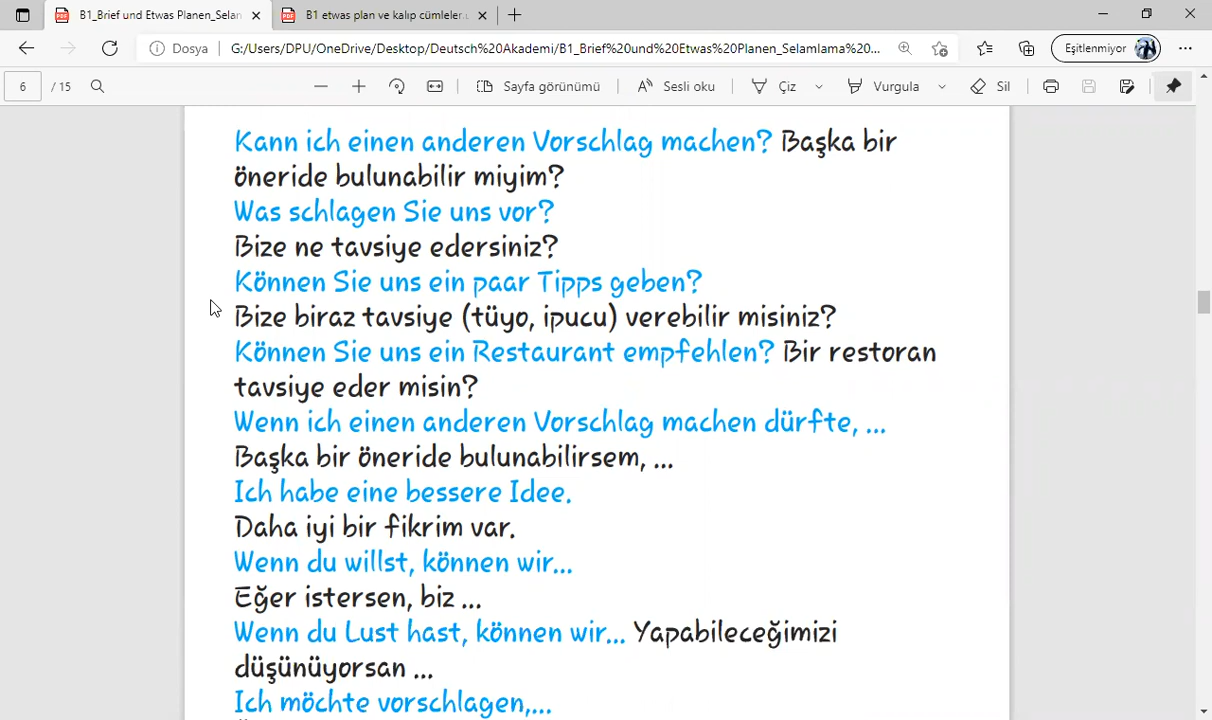 B1_Brief und Etwas Planen_Selan
B1 etwas plan ve kalıp cümleler.
Dosya
G:/Users/DPU/OneDrive/Desktop/Deutsch%20Akademi/B1_Brief%20und%20Etwas%20Planen_Selamlama%20...
Eşitlenmiyor
6 / 15
Sayfa görünümü
Sesli oku
Çiz
Vurgula
Sil
Kann ich einen anderen Vorschlag machen? Başka bir
öneride bulunabilir miyim?
Was schlagen Sie uns vor?
Bize ne tavsiye edersiniz?
Können Sie uns ein paar Tipps geben?
Bize biraz tavsiye (tüyo, ipucu) verebilir misiniz?
Können Sie uns ein Restaurant empfehlen? Bir restoran
tavsiye eder misin?
Wenn ich einen anderen Vorschlag machen dürfte, ...
Başka bir öneride bulunabilirsem, ...
Ich habe eine bessere Idee.
Daha iyi bir fikrim var.
Wenn du willst, können wir...
Eğer istersen, biz ...
Wenn du Lust hast, können wir... Yapabileceğimizi
düşünüyorsan ...
Ich möchte vorschlagen,...